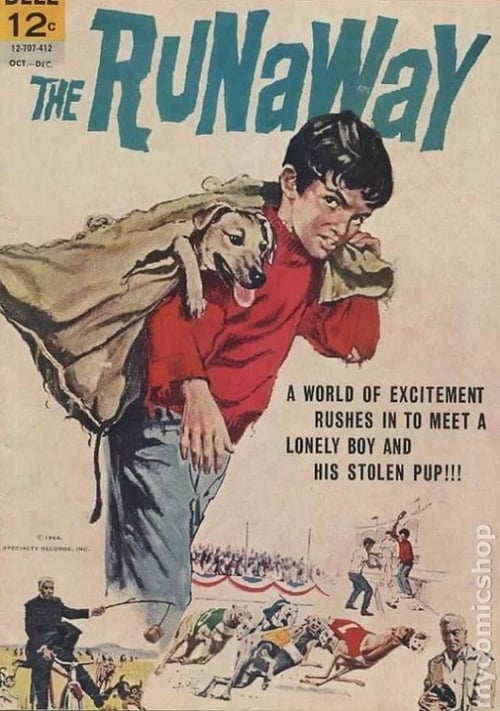 DELL
12c
12-707-412
OCT.-DEC.
THE RUNAWAY
A WORLD OF EXCITEMENT
RUSHES IN TO MEET A
LONELY BOY AND
HIS STOLEN PUP!!!
© 1964,
SPECIALTY RECORDS, INC.
mycomicshop